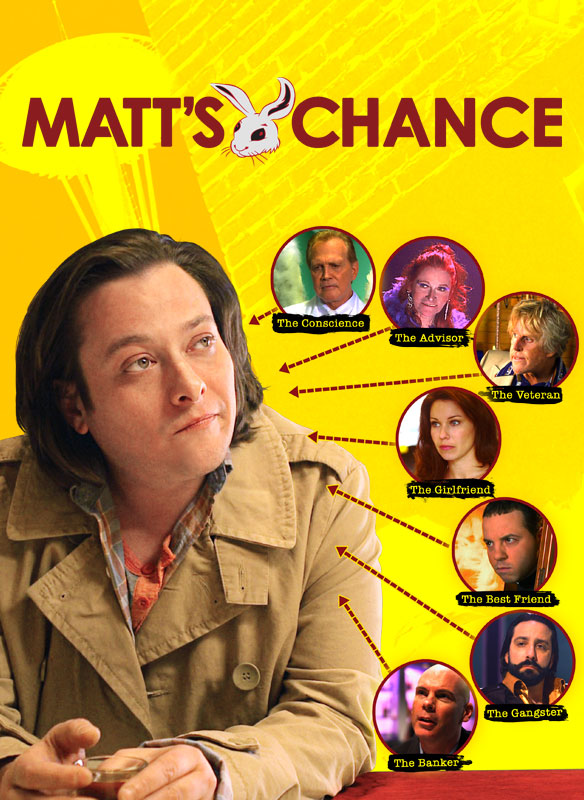 MATT'S CHANCE
The Conscience
The Advisor
The Veteran
The Girlfriend
The Best Friend
The Gangster
The Banker